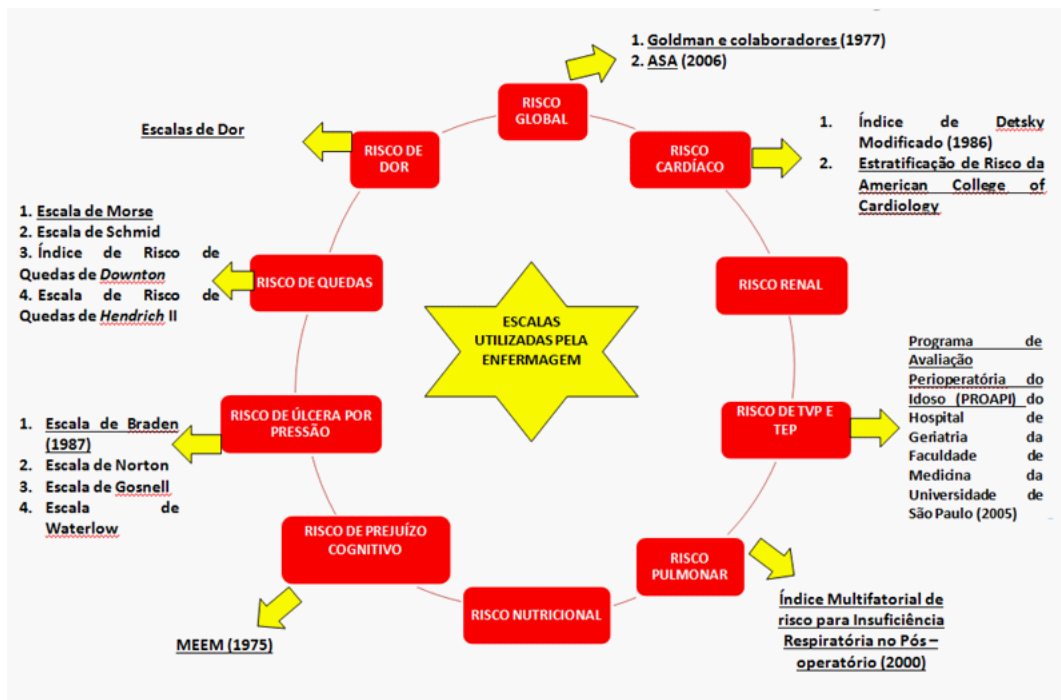 1. Goldman e colaboradores (1977)
2. ASA (2006)
RISCO
GLOBAL
Escalas de Dor
RISCO DE
DOR
RISCO
CARDÍACO
1. Índice de Detsky
Modificado (1986)
2. Estratificação de Risco da
American College of
Cardiology
1. Escala de Morse
2. Escala de Schmid
3. Índice de Risco de
Quedas de Downton
4. Escala de Risco de
Quedas de Hendrich II
RISCO DE QUEDAS
RISCO RENAL
ESCALAS
UTILIZADAS PELA
ENFERMAGEM
Programa de
Avaliação
Perioperatória do
Idoso (PROAPI) do
Hospital de
Geriatria da
Faculdade de
Medicina da
Universidade de
São Paulo (2005)
RISCO DE TVP E
TEP
RISCO DE ÚLCERA POR
PRESSÃO
1. Escala de Braden
(1987)
2. Escala de Norton
3. Escala de Gosnell
4. Escala de
Waterlow
RISCO DE PREJUÍZO
COGNITIVO
RISCO
PULMONAR
RISCO NUTRICIONAL
MEEM (1975)
Índice Multifatorial de
risco para Insuficiência
Respiratória no Pós –
operatório (2000)